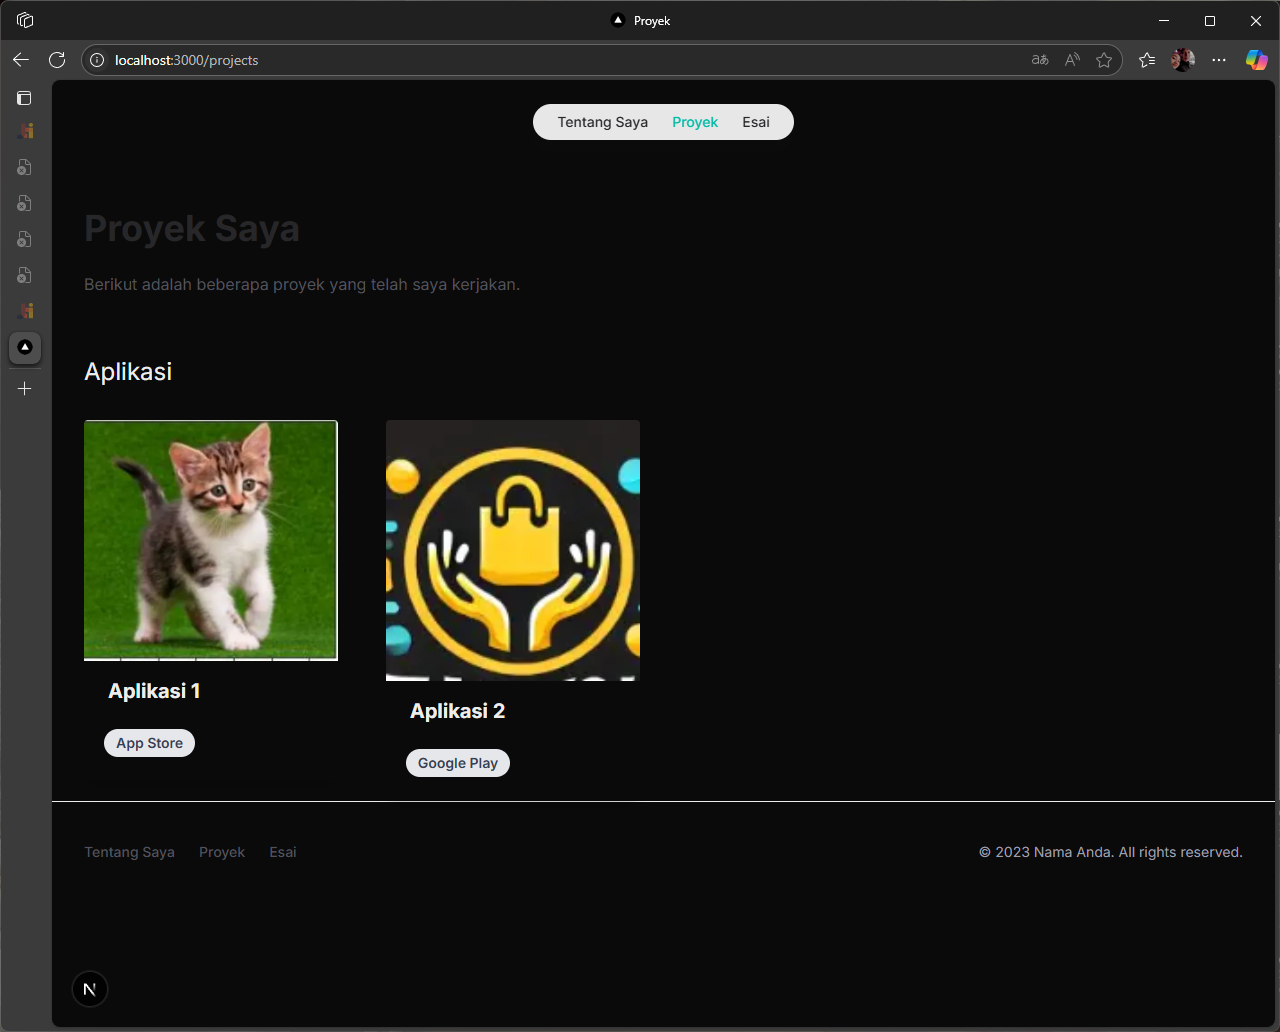 Proyek
localhost:3000/projects
Tentang Saya Proyek Esai
Proyek Saya
Berikut adalah beberapa proyek yang telah saya kerjakan.
Aplikasi
Aplikasi 1
App Store
Aplikasi 2
Google Play
Tentang Saya Proyek Esai
© 2023 Nama Anda. All rights reserved.
N